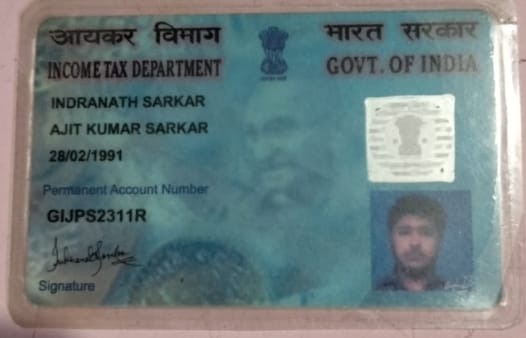 आयकर विभाग
भारत सरकार
INCOME TAX DEPARTMENT
GOVT. OF INDIA
INDRANATH SARKAR
AJIT KUMAR SARKAR
28/02/1991
Permanent Account Number
GIJPS2311R
Signature